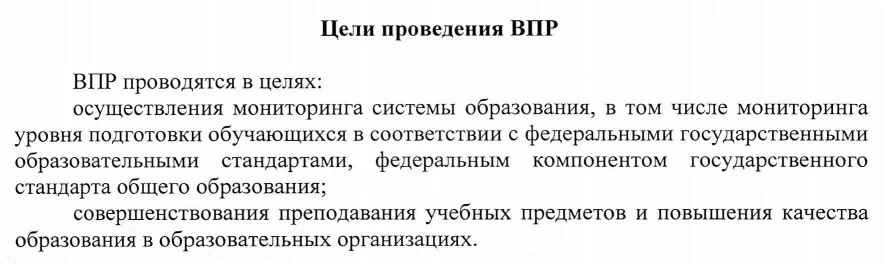 Цели проведения ВПР
ВПР проводятся в целях:
осуществления мониторинга системы образования, в том числе мониторинга
уровня подготовки обучающихся в соответствии с федеральными государственными
образовательными стандартами, федеральным компонентом государственного
стандарта общего образования;
совершенствования преподавания учебных предметов и повышения качества
образования в образовательных организациях.